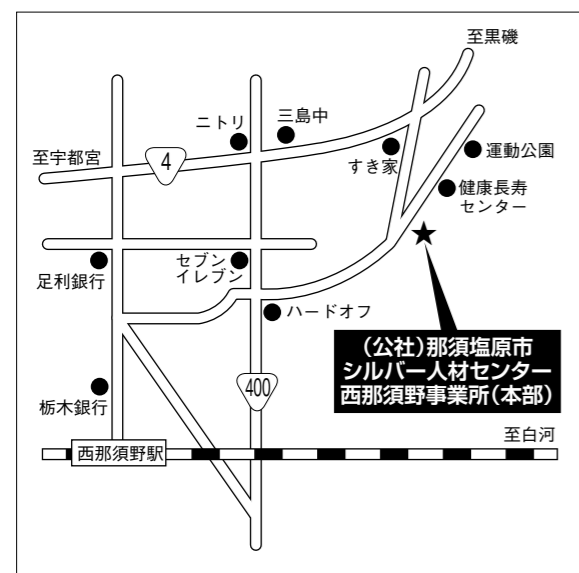 至黒磯
三島中
ニトリ
至宇都宮
4
すき家
運動公園
健康長寿
センター
足利銀行
セブン
イレブン
ハードオフ
(公社)那須塩原市
シルバー人材センター
西那須野事業所(本部)
400
栃木銀行
至白河
西那須野駅